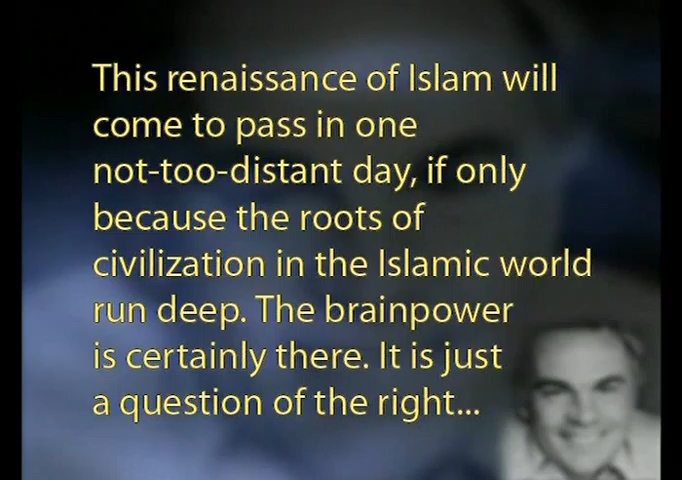 This renaissance of Islam will
come to pass in one
not-too-distant day, if only
because the roots of
civilization in the Islamic world
run deep. The brainpower
is certainly there. It is just
a question of the right...